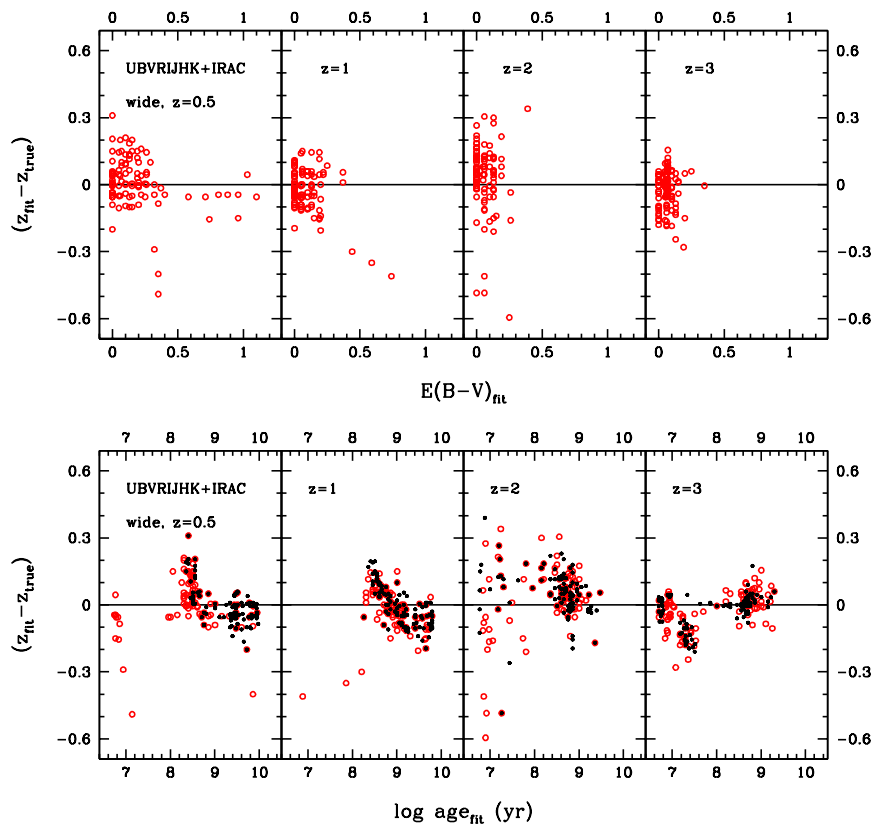 0 0.5 1 0 0.5 1 0 0.5 1 0 0.5 1
0.6 0.6
UBVRIJHK+IRAC z=1 z=2 z=3
wide, z=0.5
0.3 0.3
0 0
(z_fit−z_true)
−0.3 −0.3
−0.6 −0.6
0 0.5 1 0 0.5 1 0 0.5 1 0 0.5 1
E(B−V)_fit
7 8 9 10 7 8 9 10 7 8 9 10 7 8 9 10
0.6 0.6
UBVRIJHK+IRAC z=1 z=2 z=3
wide, z=0.5
0.3 0.3
0 0
(z_fit−z_true)
−0.3 −0.3
−0.6 −0.6
7 8 9 10 7 8 9 10 7 8 9 10 7 8 9 10
log age_fit (yr)